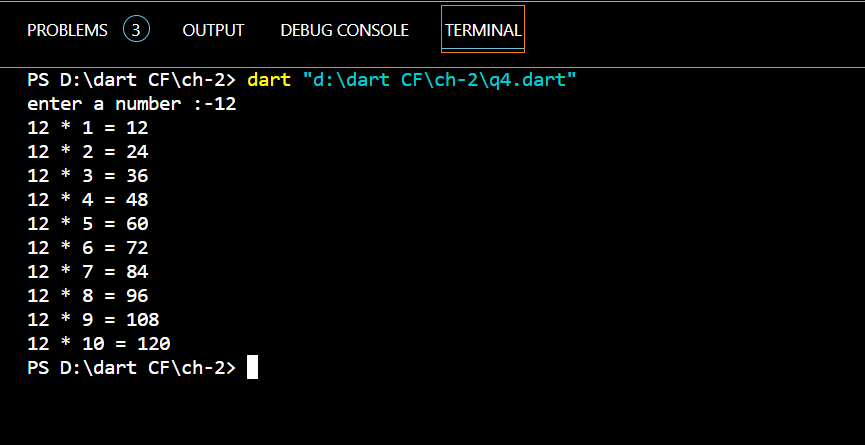 PROBLEMS 3 OUTPUT DEBUG CONSOLE TERMINAL
PS D:\dart CF\ch-2> dart "d:\dart CF\ch-2\q4.dart"
enter a number :-12
12 * 1 = 12
12 * 2 = 24
12 * 3 = 36
12 * 4 = 48
12 * 5 = 60
12 * 6 = 72
12 * 7 = 84
12 * 8 = 96
12 * 9 = 108
12 * 10 = 120
PS D:\dart CF\ch-2>